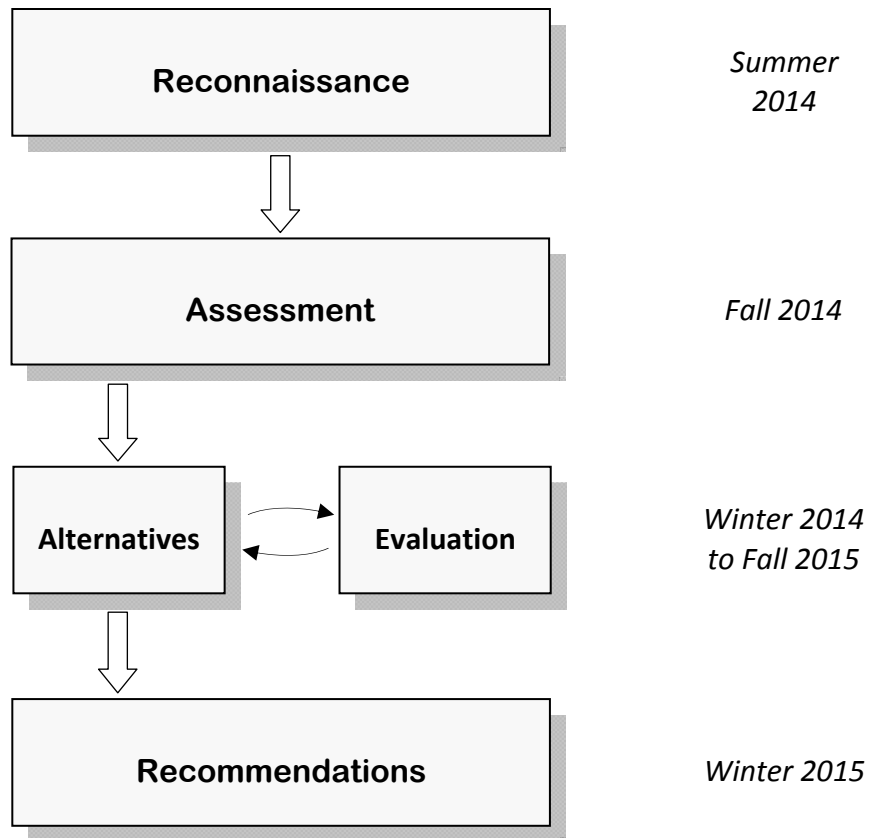 Reconnaissance
Summer
2014
Assessment
Fall 2014
Alternatives
Evaluation
Winter 2014
to Fall 2015
Recommendations
Winter 2015